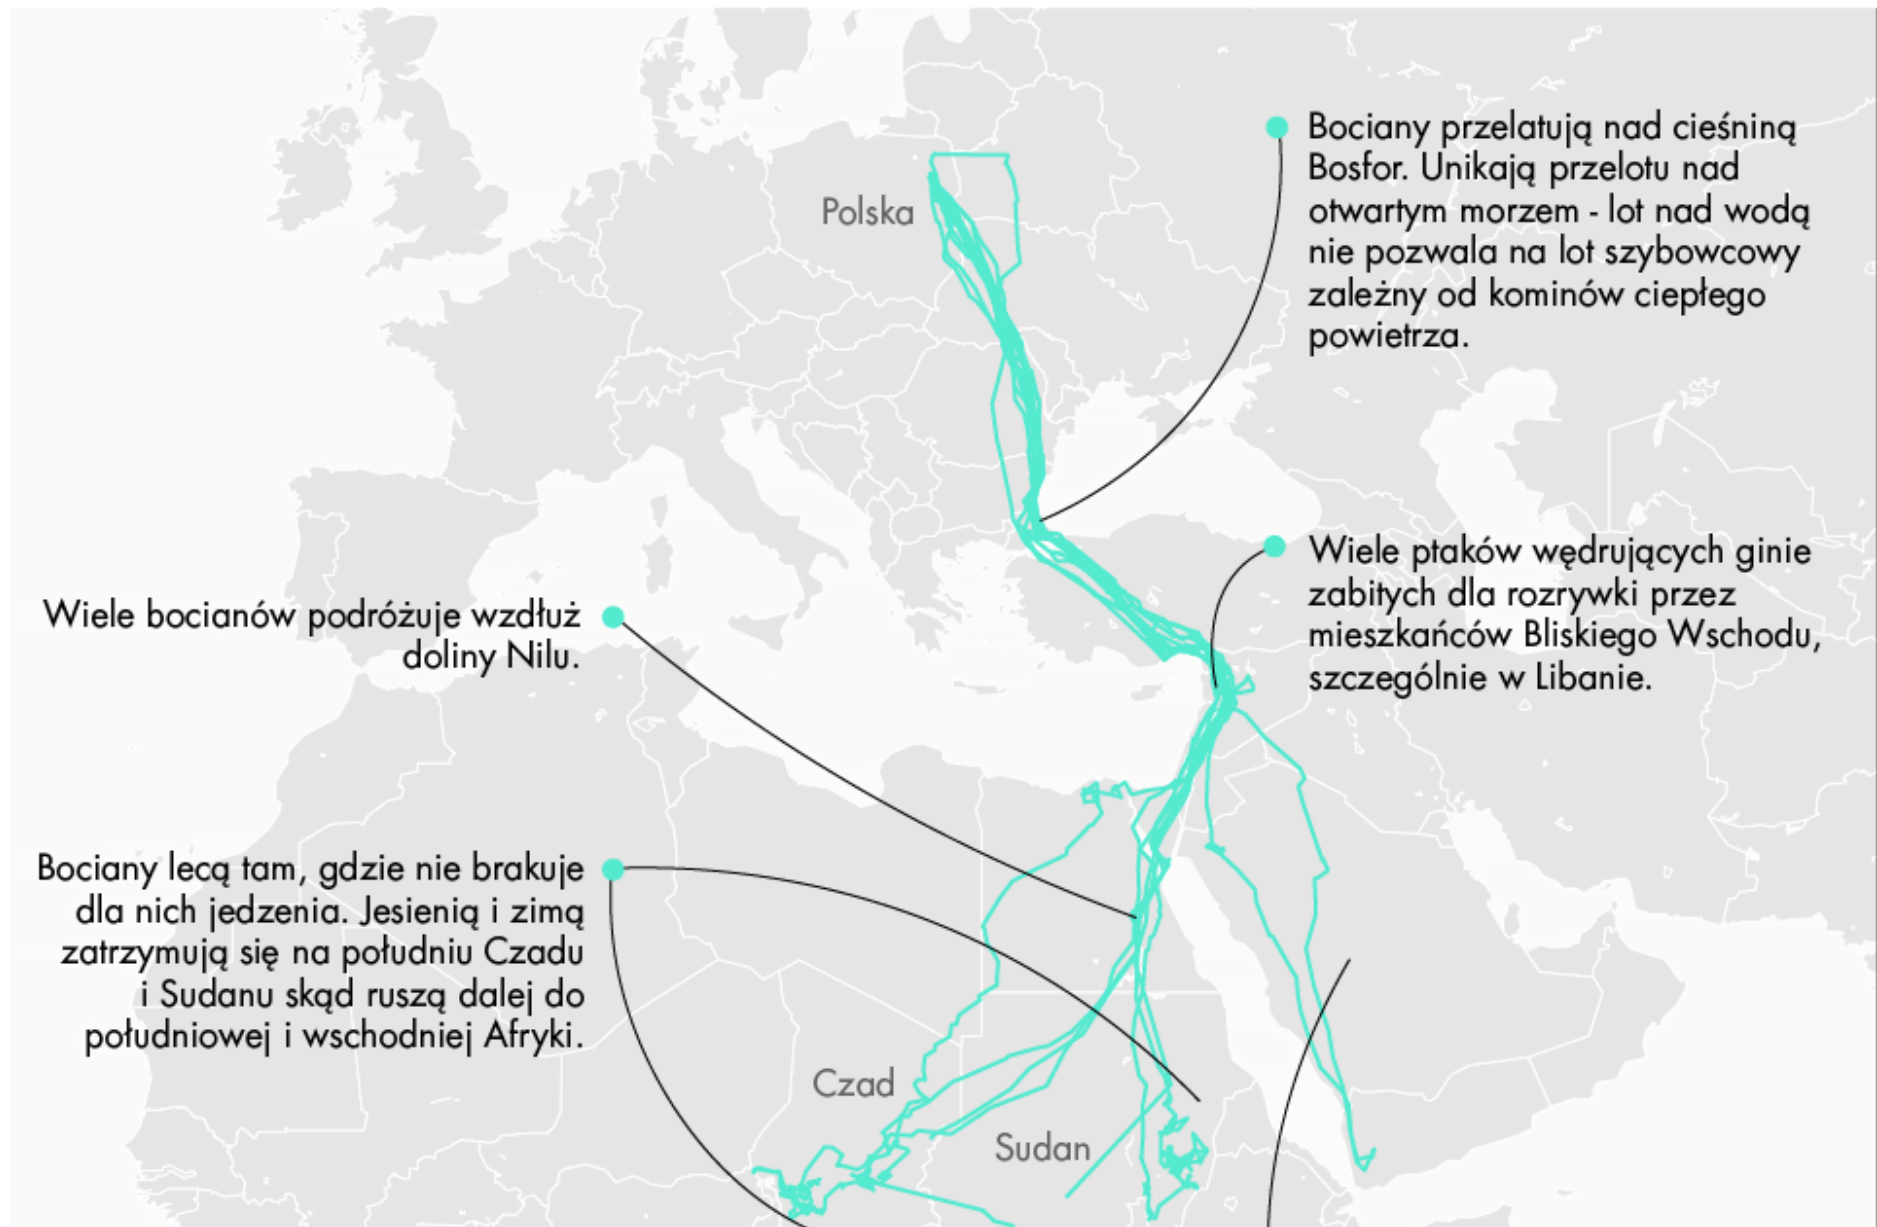 Bociany przelatują nad cieśniną
Bosfor. Unikają przelotu nad
otwartym morzem - lot nad wodą
nie pozwala na lot szybowcowy
zależny od kominów ciepłego
powietrza.
Polska
Wiele ptaków wędrujących ginie
zabitych dla rozrywki przez
mieszkańców Bliskiego Wschodu,
szczególnie w Libanie.
Wiele bocianów podróżuje wzdłuż
doliny Nilu.
Bociany lecą tam, gdzie nie brakuje
dla nich jedzenia. Jesienią i zimą
zatrzymują się na południu Czadu
i Sudanu skąd ruszą dalej do
południowej i wschodniej Afryki.
Czad
Sudan